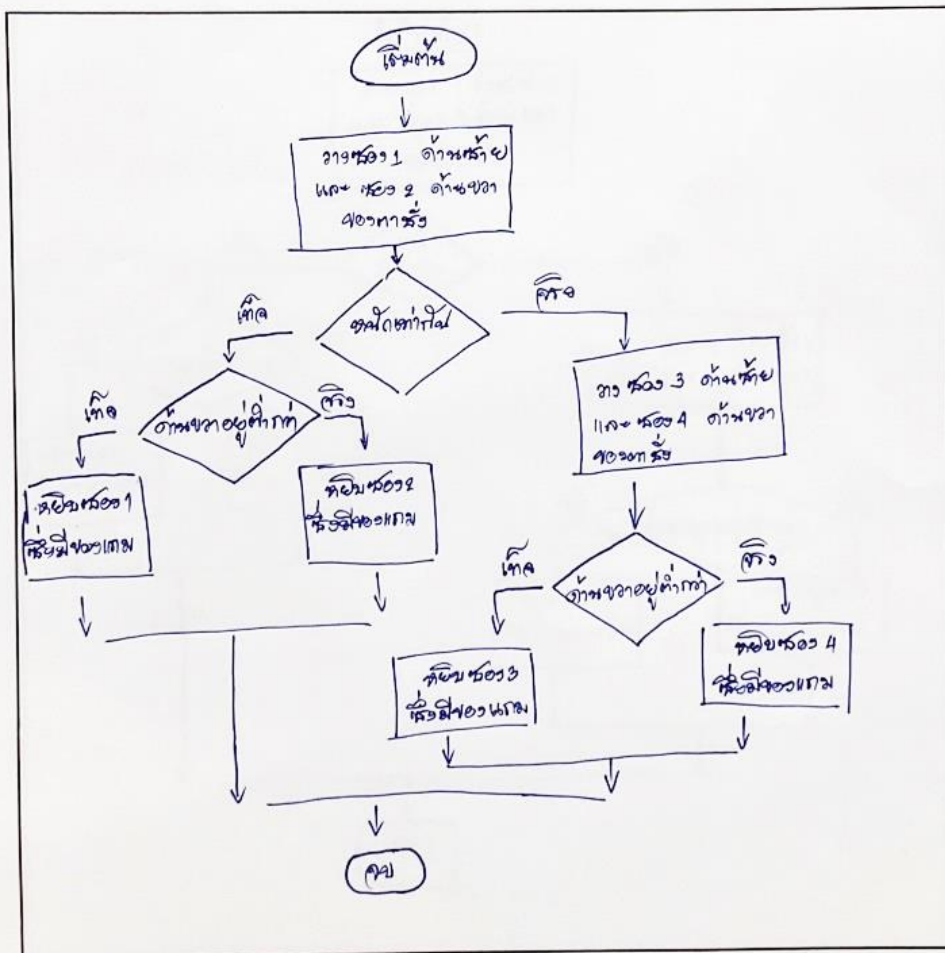 เริ่มต้น
วางซอง 1 ด้านซ้าย
และ ซอง 2 ด้านขวา
ของตาชั่ง
หนักเท่ากัน
เท็จ
จริง
ด้านขวาอยู่ต่ำกว่า
เท็จ
จริง
หยิบซอง 1
ซึ่งมีของแถม
หยิบซอง 2
ซึ่งมีของแถม
วาง ซอง 3 ด้านซ้าย
และ ซอง 4 ด้านขวา
ของตาชั่ง
ด้านขวาอยู่ต่ำกว่า
เท็จ
จริง
หยิบซอง 3
ซึ่งมีของแถม
หยิบซอง 4
ซึ่งมีของแถม
จบ